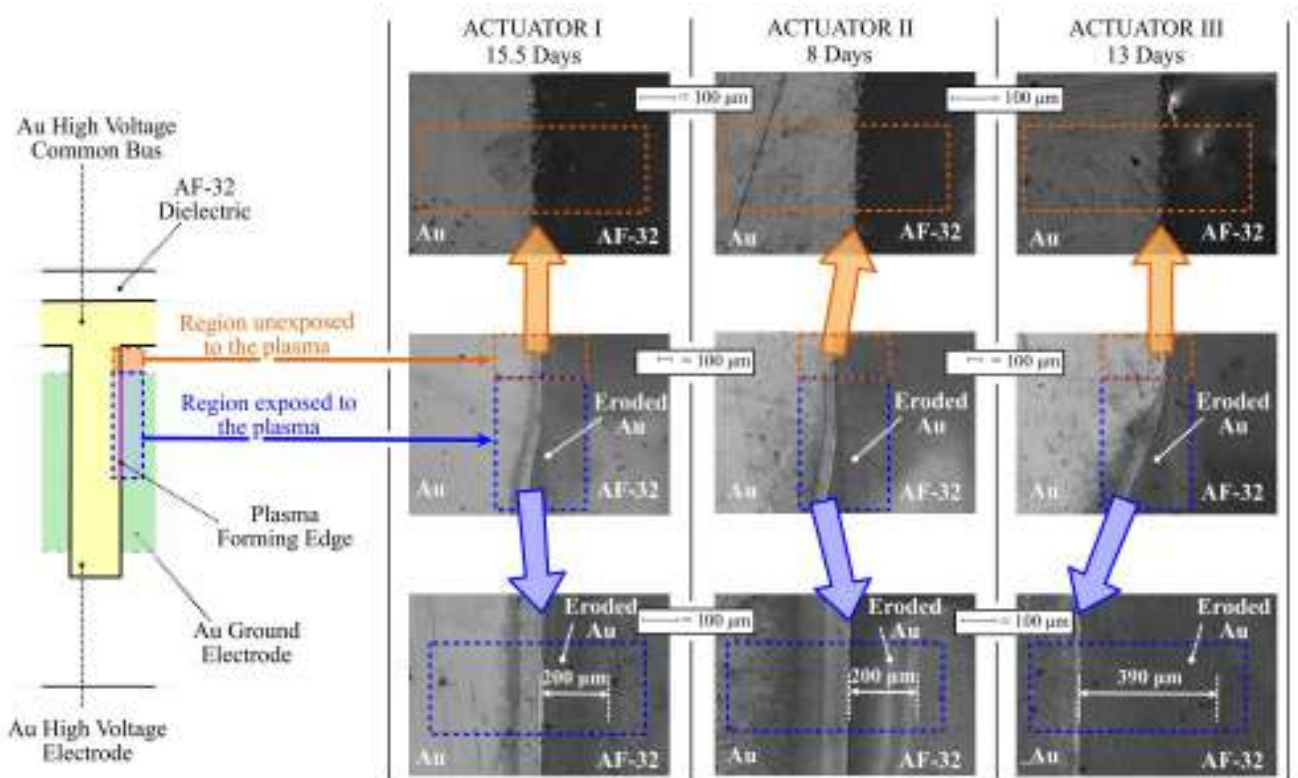 ACTUATOR I
15.5 Days
ACTUATOR II
8 Days
ACTUATOR III
13 Days
Au High Voltage
Common Bus
AF-32
Dielectric
Region unexposed
to the plasma
Region exposed to
the plasma
Plasma
Forming Edge
Au Ground
Electrode
Au High Voltage
Electrode
= 100 μm
= 100 μm
= 100 μm
Au
AF-32
Au
AF-32
Au
AF-32
= 100 μm
= 100 μm
= 100 μm
Eroded
Au
Au
AF-32
Eroded
Au
Au
AF-32
Eroded
Au
Au
AF-32
= 100 μm
= 100 μm
= 100 μm
Eroded
Au
200 μm
Au
AF-32
Eroded
Au
200 μm
Au
AF-32
Eroded
Au
390 μm
Au
AF-32